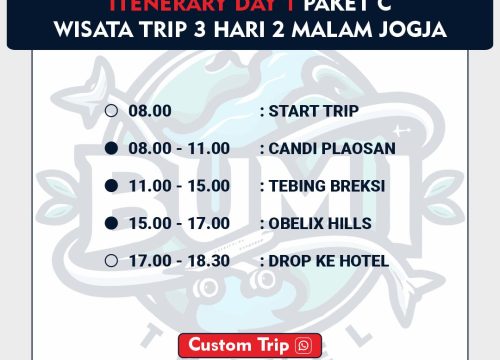 ITENERARY DAY 1 PAKET C
WISATA TRIP 3 HARI 2 MALAM JOGJA
08.00 : START TRIP
08.00 - 11.00 : CANDI PLAOSAN
11.00 - 15.00 : TEBING BREKSI
15.00 - 17.00 : OBELIX HILLS
17.00 - 18.30 : DROP KE HOTEL
BUMI
Custom Trip